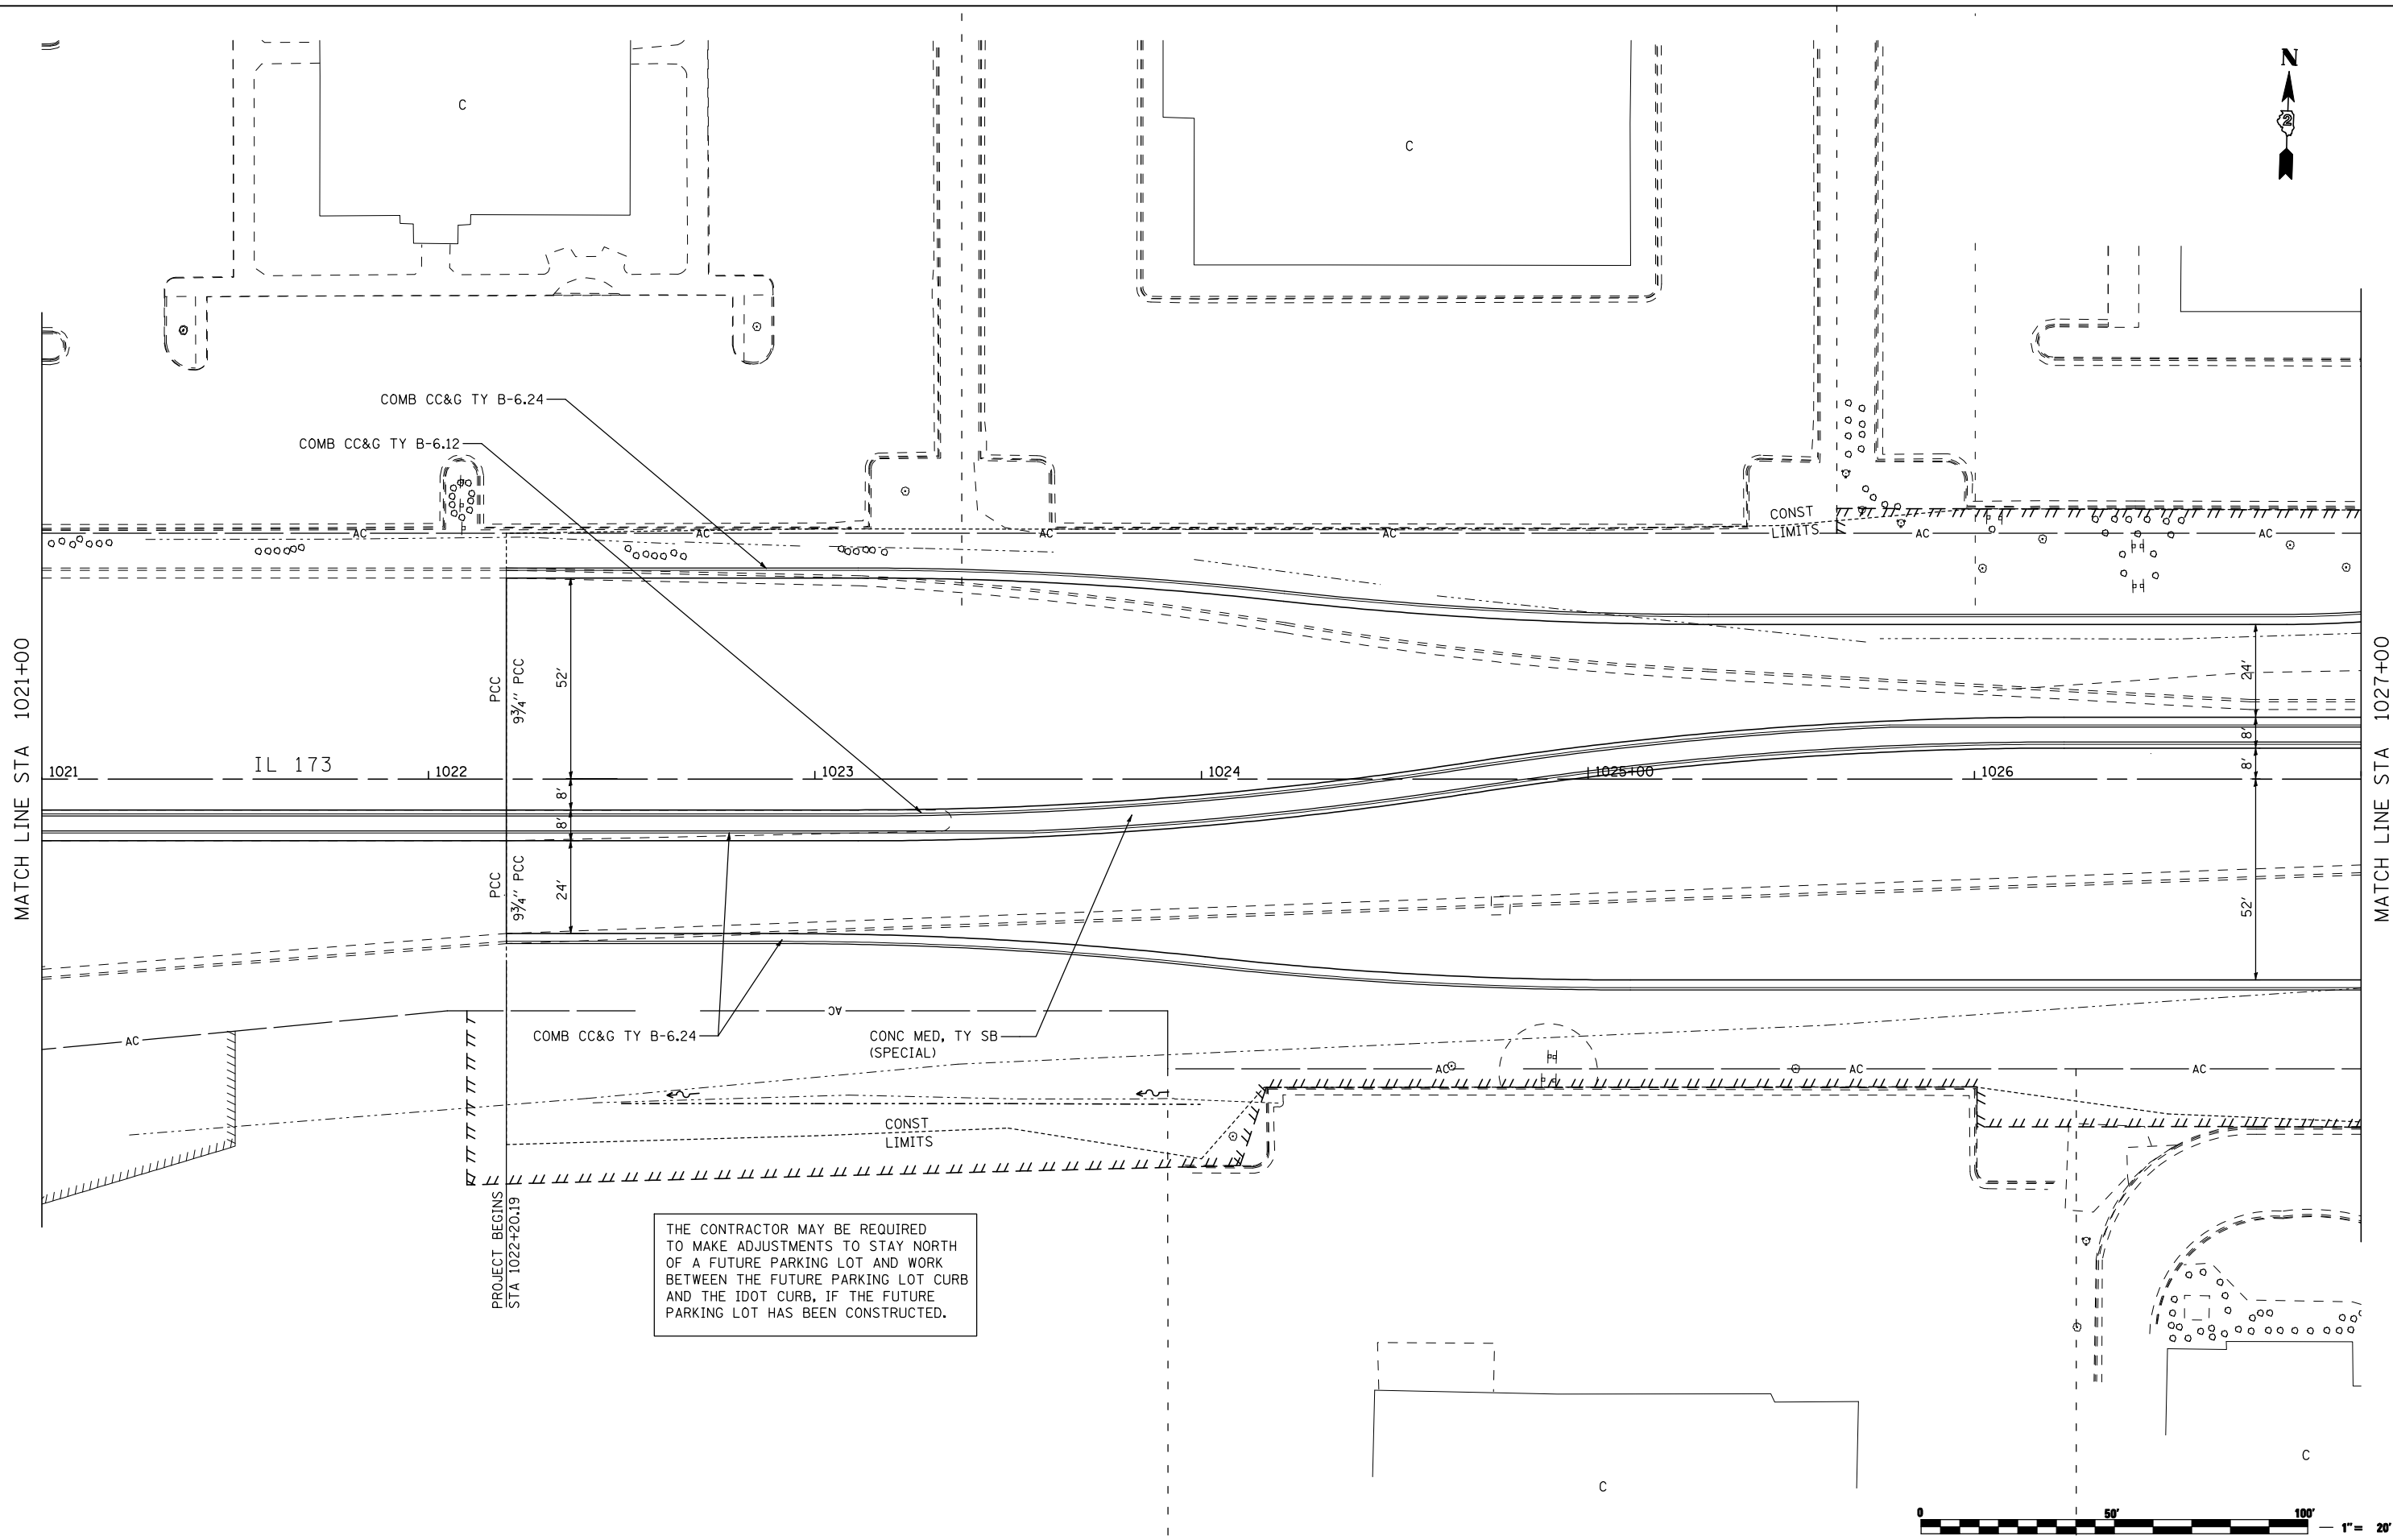 N
2
C
C
COMB CC&G TY B-6.24
COMB CC&G TY B-6.12
CONST
LIMITS
AC
AC
AC
AC
AC
AC
MATCH LINE STA 1021+00
MATCH LINE STA 1027+00
PCC
9¾" PCC
52'
24'
8'
8'
1021
IL 173
1022
1023
1024
1025+00
1026
8'
8'
PCC
9¾" PCC
24'
52'
AC
AC
COMB CC&G TY B-6.24
CONC MED, TY SB
(SPECIAL)
AC
AC
AC
CONST
LIMITS
PROJECT BEGINS
STA 1022+20.19
THE CONTRACTOR MAY BE REQUIRED
TO MAKE ADJUSTMENTS TO STAY NORTH
OF A FUTURE PARKING LOT AND WORK
BETWEEN THE FUTURE PARKING LOT CURB
AND THE IDOT CURB, IF THE FUTURE
PARKING LOT HAS BEEN CONSTRUCTED.
C
C
0 50' 100'
1" = 20'